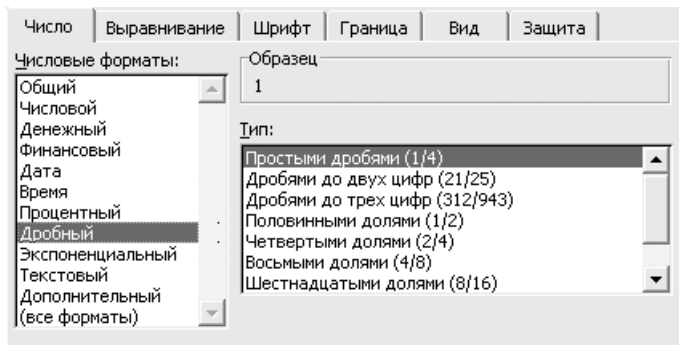 Число Выравнивание Шрифт Граница Вид Защита
Числовые форматы:
Общий
Числовой
Денежный
Финансовый
Дата
Время
Процентный
Дробный
Экспоненциальный
Текстовый
Дополнительный
(все форматы)
Образец
1
Тип:
Простыми дробями (1/4)
Дробями до двух цифр (21/25)
Дробями до трех цифр (312/943)
Половинными долями (1/2)
Четвертыми долями (2/4)
Восьмыми долями (4/8)
Шестнадцатыми долями (8/16)